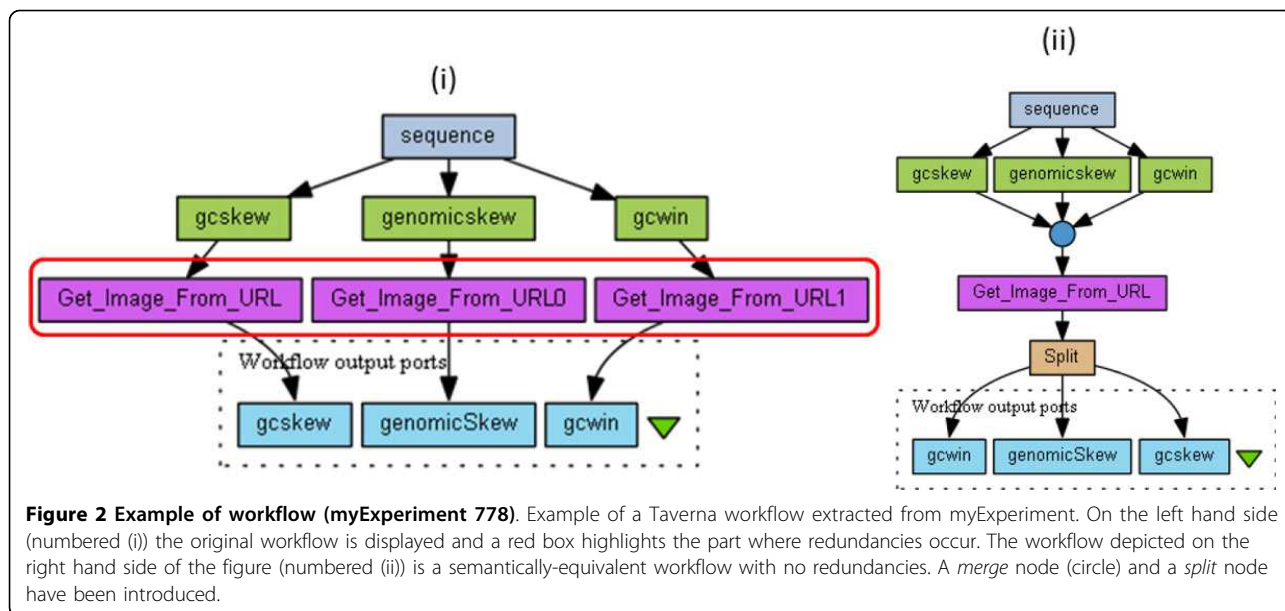 (i)
sequence
gcskew genomicskew gcwin
Get_Image_From_URL Get_Image_From_URL0 Get_Image_From_URL1
Workflow output ports
gcskew genomicSkew gcwin
(ii)
sequence
gcskew genomicskew gcwin
Get_Image_From_URL
Split
Workflow output ports
gcwin genomicSkew gcskew
Figure 2 Example of workflow (myExperiment 778). Example of a Taverna workflow extracted from myExperiment. On the left hand side
(numbered (i)) the original workflow is displayed and a red box highlights the part where redundancies occur. The workflow depicted on the
right hand side of the figure (numbered (ii)) is a semantically-equivalent workflow with no redundancies. A merge node (circle) and a split node
have been introduced.